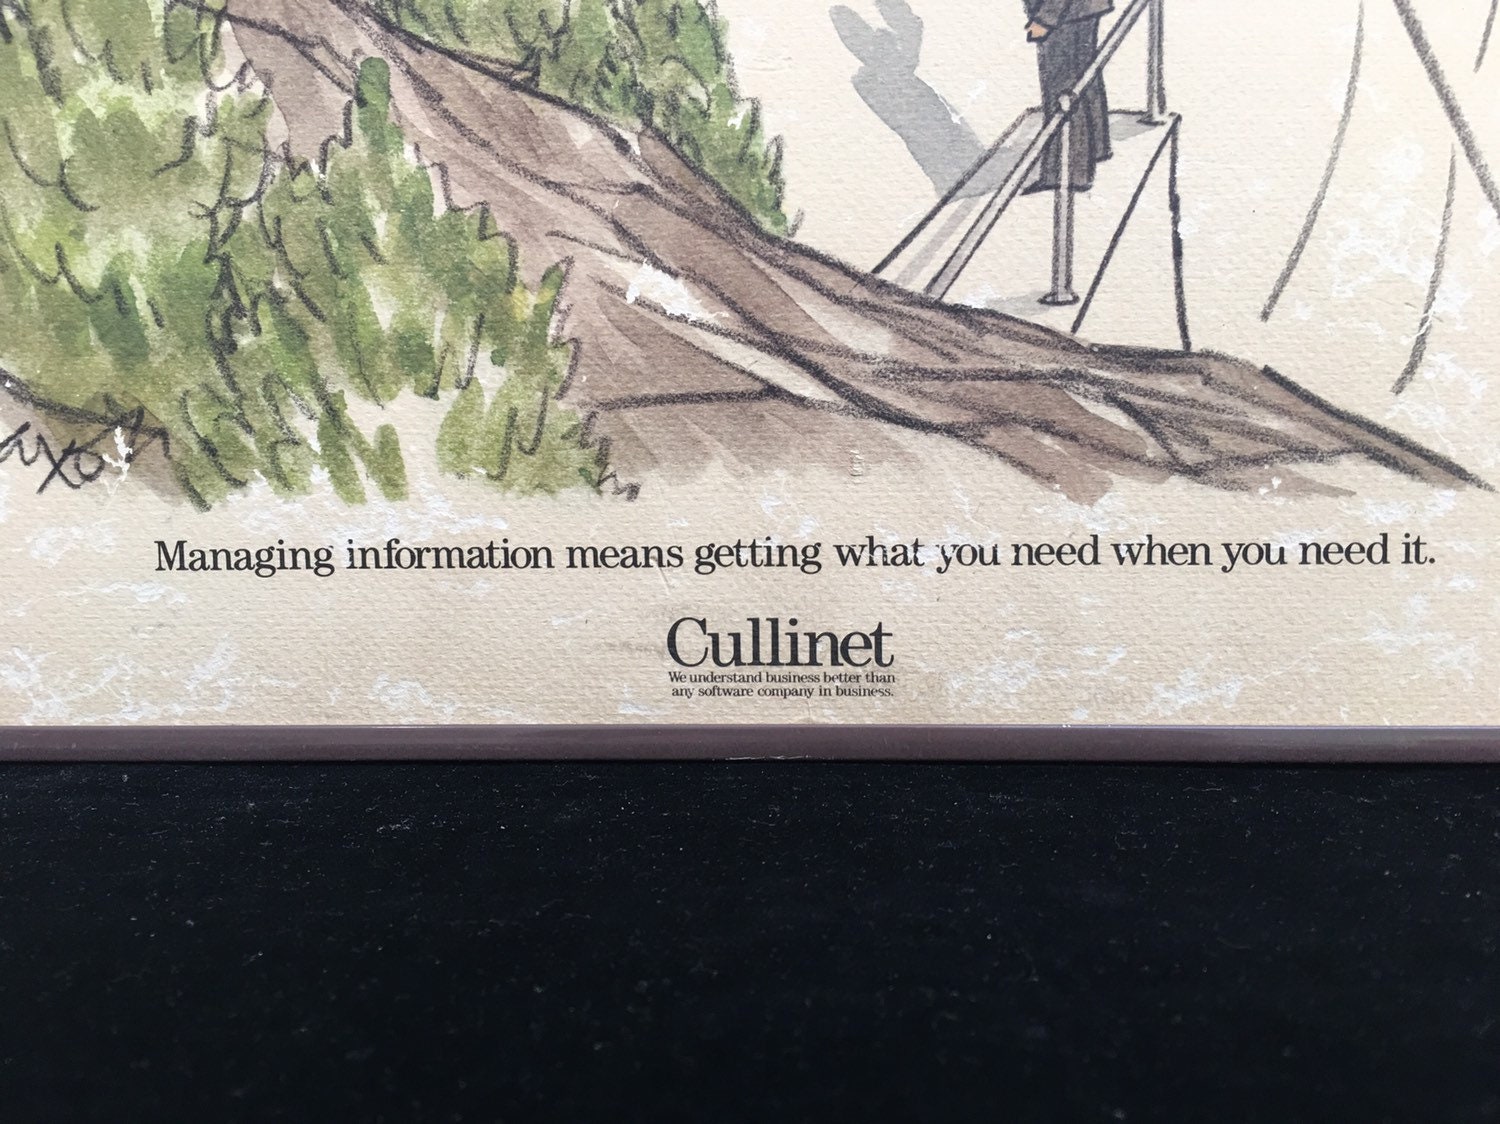 Managing information means getting what you need when you need it.
Cullinet
We understand business better than
any software company in business.